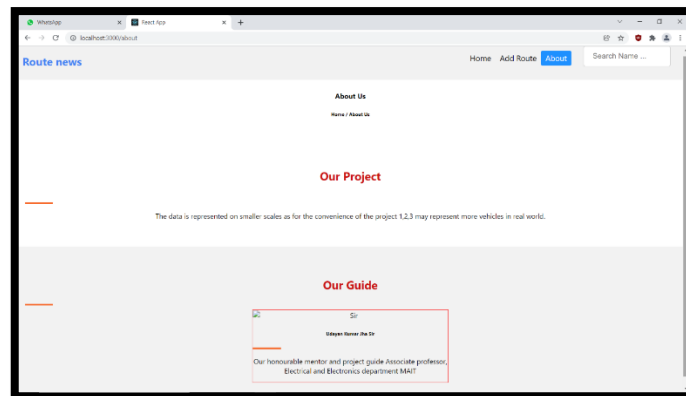 WhatsApp
React App
localhost:3000/about
Route news
Home Add Route About
Search Name ...
About Us
Home / About Us
Our Project
The data is represented on smaller scales as for the convenience of the project 1,2,3 may represent more vehicles in real world.
Our Guide
Sir
Udayan Kumar Jha Sir
Our honourable mentor and project guide Associate professor,
Electrical and Electronics department MAIT